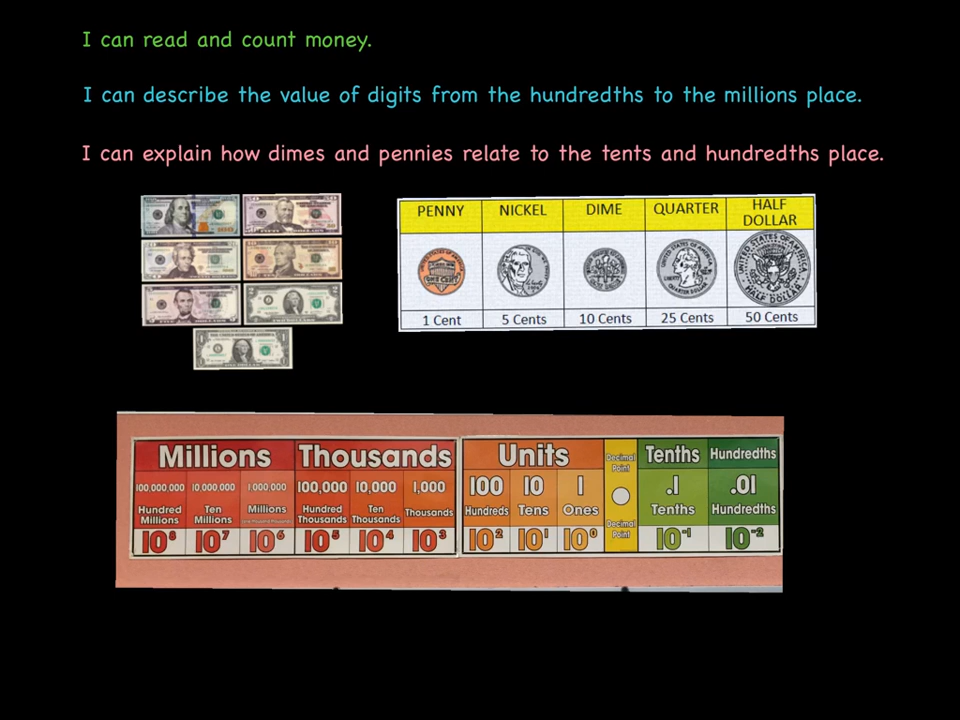 I can read and count money.
I can describe the value of digits from the hundredths to the millions place.
I can explain how dimes and pennies relate to the tents and hundredths place.
PENNY NICKEL DIME QUARTER HALF DOLLAR
1 Cent 5 Cents 10 Cents 25 Cents 50 Cents
Millions Thousands Units Decimal Point Tenths Hundredths
100,000,000 10,000,000 1,000,000 100,000 10,000 1,000 100 10 1 .1 .01
Hundred Millions Ten Millions Millions Hundred Thousands Ten Thousands Thousands Hundreds Tens Ones Decimal Point Tenths Hundredths
10⁸ 10⁷ 10⁶ 10⁵ 10⁴ 10³ 10² 10¹ 10⁰ 10⁻¹ 10⁻²